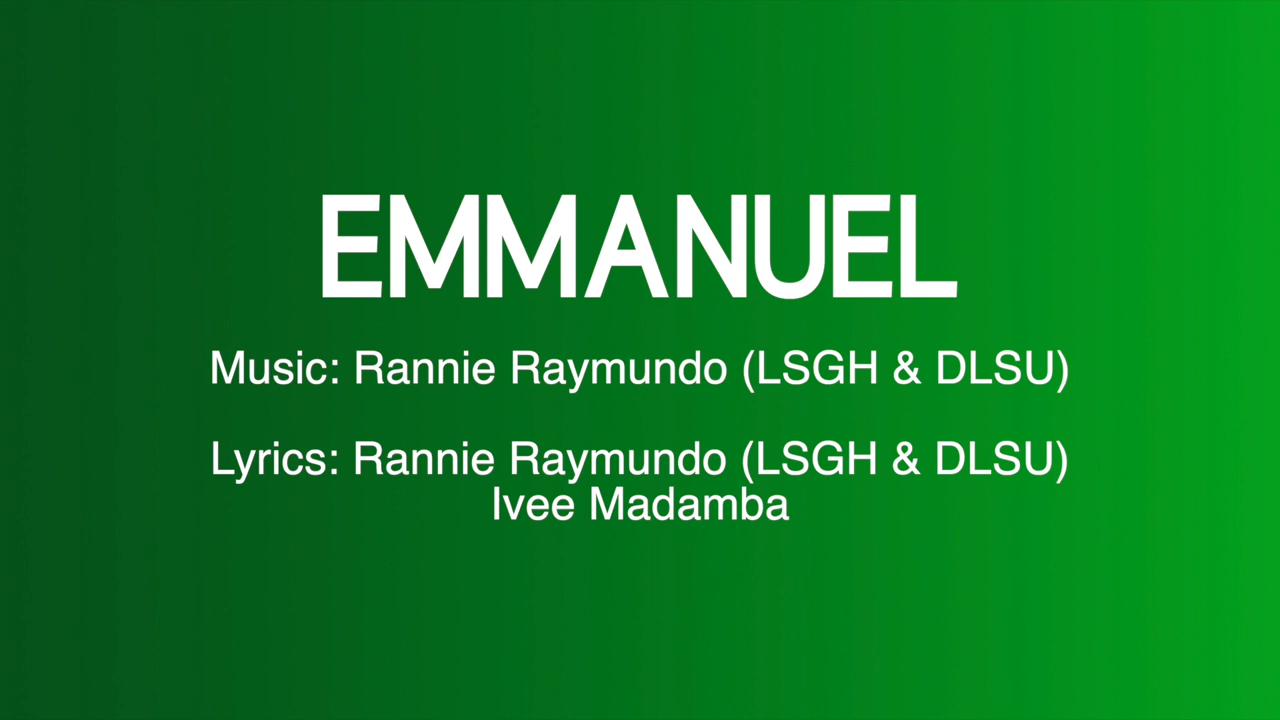 EMMANUEL
Music: Rannie Raymundo (LSGH & DLSU)
Lyrics: Rannie Raymundo (LSGH & DLSU)
Ivee Madamba